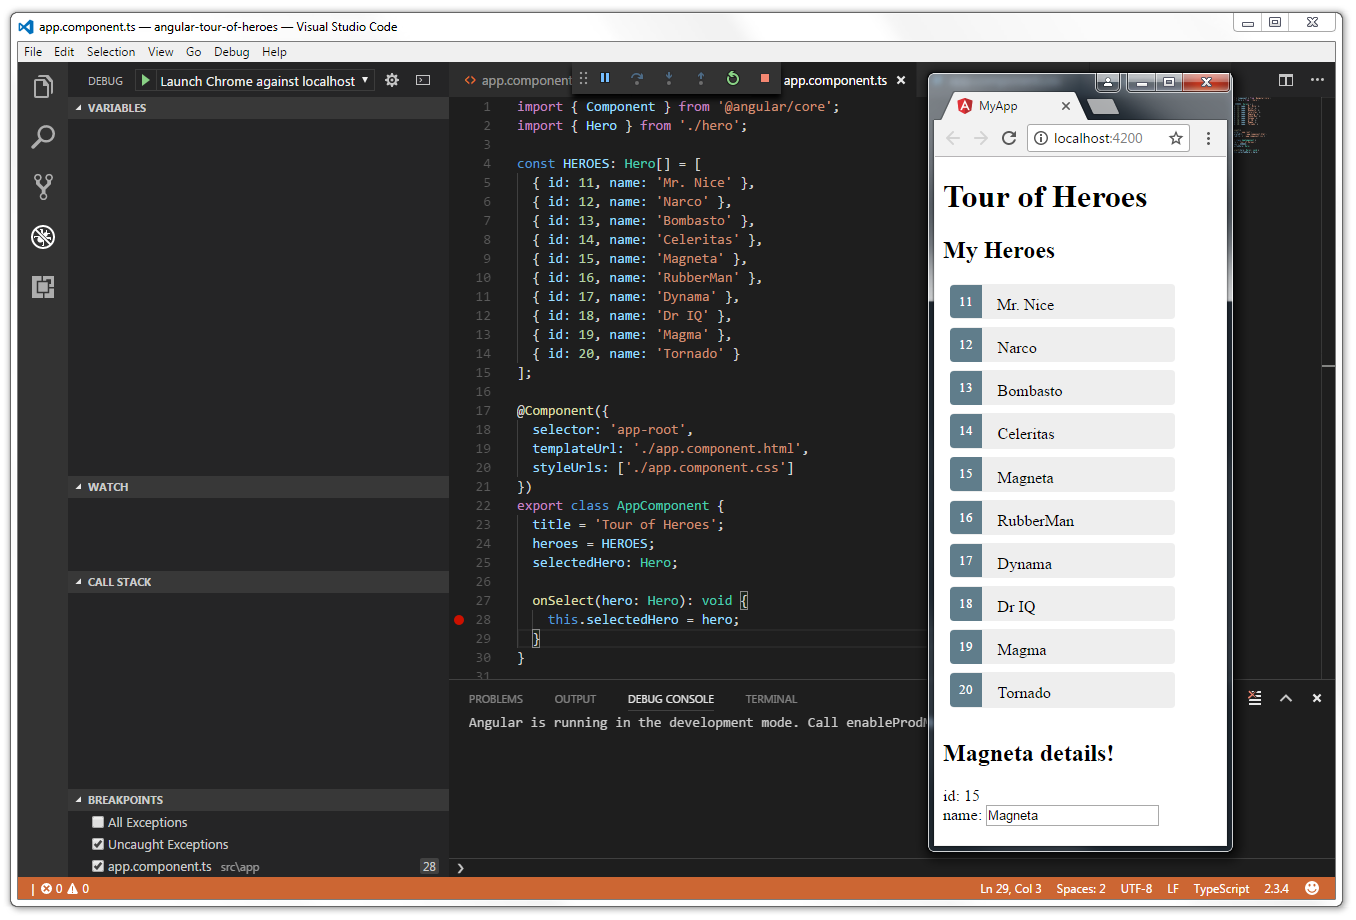 app.component.ts — angular-tour-of-heroes — Visual Studio Code
File Edit Selection View Go Debug Help
DEBUG Launch Chrome against localhost
VARIABLES
WATCH
CALL STACK
BREAKPOINTS
All Exceptions
Uncaught Exceptions
app.component.ts src\app 28
<> app.component
app.component.ts
1 import { Component } from '@angular/core';
2 import { Hero } from './hero';
3
4 const HEROES: Hero[] = [
5 { id: 11, name: 'Mr. Nice' },
6 { id: 12, name: 'Narco' },
7 { id: 13, name: 'Bombasto' },
8 { id: 14, name: 'Celeritas' },
9 { id: 15, name: 'Magneta' },
10 { id: 16, name: 'RubberMan' },
11 { id: 17, name: 'Dynama' },
12 { id: 18, name: 'Dr IQ' },
13 { id: 19, name: 'Magma' },
14 { id: 20, name: 'Tornado' }
15 ];
16
17 @Component({
18 selector: 'app-root',
19 templateUrl: './app.component.html',
20 styleUrls: ['./app.component.css']
21 })
22 export class AppComponent {
23 title = 'Tour of Heroes';
24 heroes = HEROES;
25 selectedHero: Hero;
26
27 onSelect(hero: Hero): void {
28 this.selectedHero = hero;
29 }
30 }
31
PROBLEMS OUTPUT DEBUG CONSOLE TERMINAL
Angular is running in the development mode. Call enableProd
MyApp
localhost:4200
Tour of Heroes
My Heroes
11 Mr. Nice
12 Narco
13 Bombasto
14 Celeritas
15 Magneta
16 RubberMan
17 Dynama
18 Dr IQ
19 Magma
20 Tornado
Magneta details!
id: 15
name: Magneta
0 0 Ln 29, Col 3 Spaces: 2 UTF-8 LF TypeScript 2.3.4